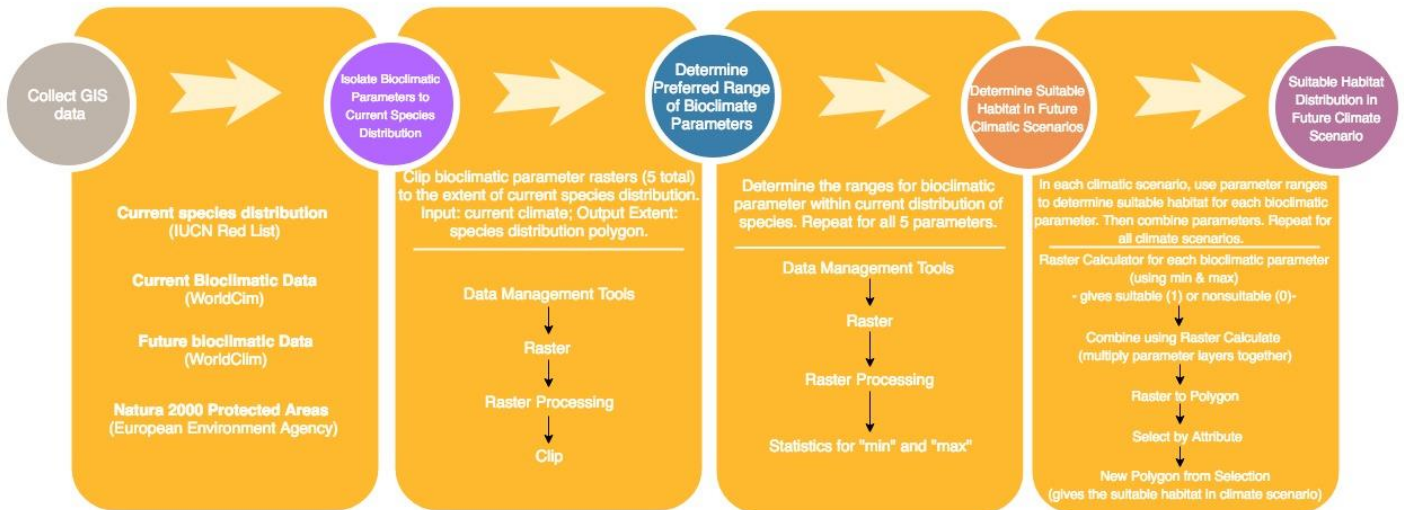 Collect GIS
data
Current species distribution
(IUCN Red List)
Current Bioclimatic Data
(WorldClim)
Future bioclimatic Data
(WorldClim)
Natura 2000 Protected Areas
(European Environment Agency)
Isolate Bioclimatic
Parameters to
Current Species
Distribution
Clip bioclimatic parameter rasters (5 total)
to the extent of current species distribution.
Input: current climate; Output Extent:
species distribution polygon.
Data Management Tools
Raster
Raster Processing
Clip
Determine
Preferred Range
of Bioclimate
Parameters
Determine the ranges for bioclimatic
parameter within current distribution of
species. Repeat for all 5 parameters.
Data Management Tools
Raster
Raster Processing
Statistics for "min" and "max"
Determine Suitable
Habitat in Future
Climatic Scenarios
In each climatic scenario, use parameter ranges
to determine suitable habitat for each bioclimatic
parameter. Then combine parameters. Repeat for
all climate scenarios.
Raster Calculator for each bioclimatic parameter
(using min & max)
- gives suitable (1) or nonsuitable (0)-
Combine using Raster Calculate
(multiply parameter layers together)
Raster to Polygon
Select by Attribute
New Polygon from Selection
(gives the suitable habitat in climate scenario)
Suitable Habitat
Distribution in
Future Climate
Scenario